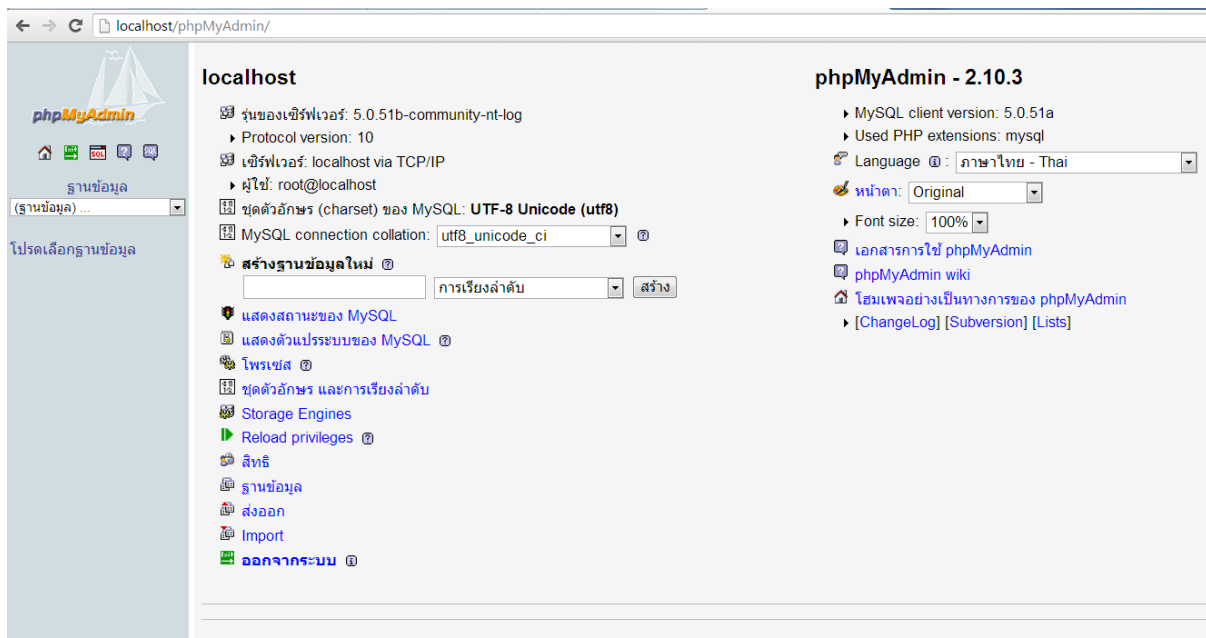 localhost/phpMyAdmin/
phpMyAdmin
ฐานข้อมูล
(ฐานข้อมูล) ...
โปรดเลือกฐานข้อมูล
localhost
รุ่นของเซิร์ฟเวอร์: 5.0.51b-community-nt-log
Protocol version: 10
เซิร์ฟเวอร์: localhost via TCP/IP
ผู้ใช้: root@localhost
ชุดตัวอักษร (charset) ของ MySQL: UTF-8 Unicode (utf8)
MySQL connection collation: utf8_unicode_ci
สร้างฐานข้อมูลใหม่
การเรียงลำดับ สร้าง
แสดงสถานะของ MySQL
แสดงตัวแปรระบบของ MySQL
โพรเซส
ชุดตัวอักษร และการเรียงลำดับ
Storage Engines
Reload privileges
สิทธิ
ฐานข้อมูล
ส่งออก
Import
ออกจากระบบ
phpMyAdmin - 2.10.3
MySQL client version: 5.0.51a
Used PHP extensions: mysql
Language : ภาษาไทย - Thai
หน้าตา: Original
Font size: 100%
เอกสารการใช้ phpMyAdmin
phpMyAdmin wiki
โฮมเพจอย่างเป็นทางการของ phpMyAdmin
[ChangeLog] [Subversion] [Lists]